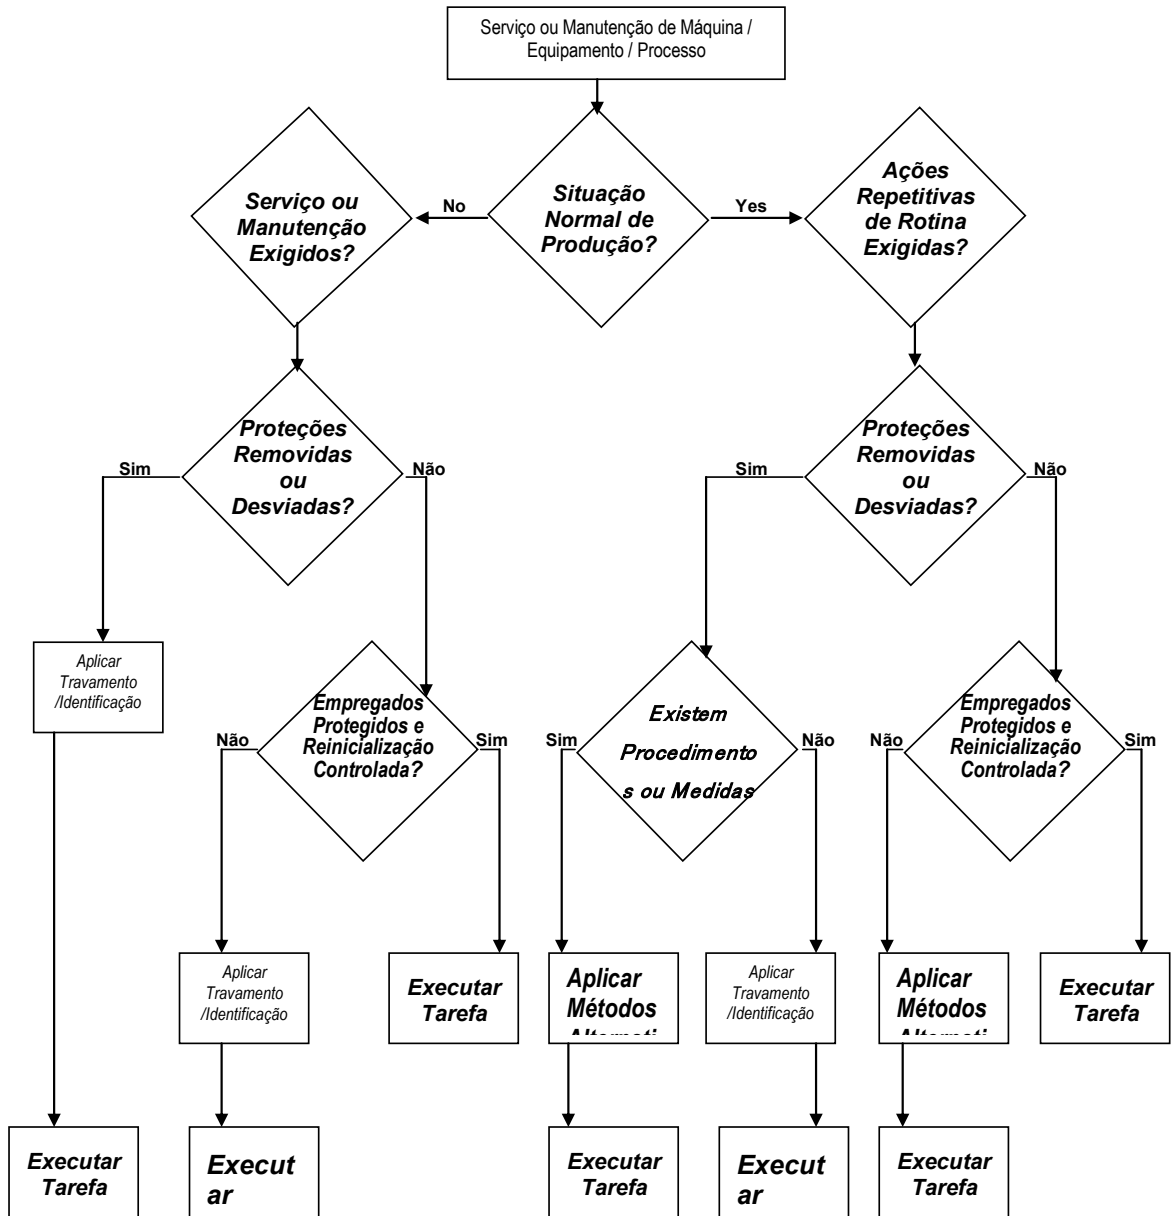 Serviço ou Manutenção de Máquina /
Equipamento / Processo
Serviço ou
Manutenção
Exigidos?
No
Situação
Normal de
Produção?
Yes
Ações
Repetitivas
de Rotina
Exigidas?
Proteções
Removidas
ou
Desviadas?
Sim
Não
Proteções
Removidas
ou
Desviadas?
Sim
Não
Aplicar
Travamento
/Identificação
Empregados
Protegidos e
Reinicialização
Controlada?
Não
Sim
Existem
Procedimento
s ou Medidas
Sim
Não
Empregados
Protegidos e
Reinicialização
Controlada?
Não
Sim
Aplicar
Travamento
/Identificação
Executar
Tarefa
Aplicar
Métodos
Aplicar
Travamento
/Identificação
Aplicar
Métodos
Executar
Tarefa
Executar
Tarefa
Execut
ar
Executar
Tarefa
Execut
ar
Executar
Tarefa